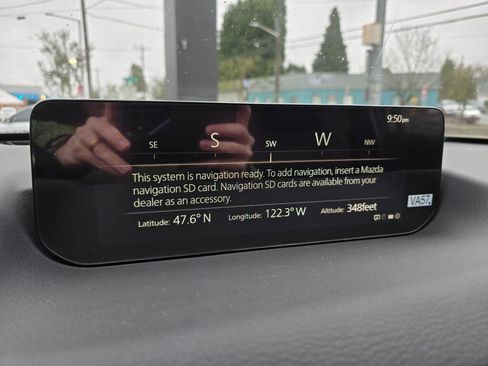 9:50pm
SE S SW W NW
This system is navigation ready. To add navigation, insert a Mazda
navigation SD card. Navigation SD cards are available from your
dealer as an accessory.
Latitude: 47.6° N Longitude: 122.3° W Altitude: 348feet
VA57